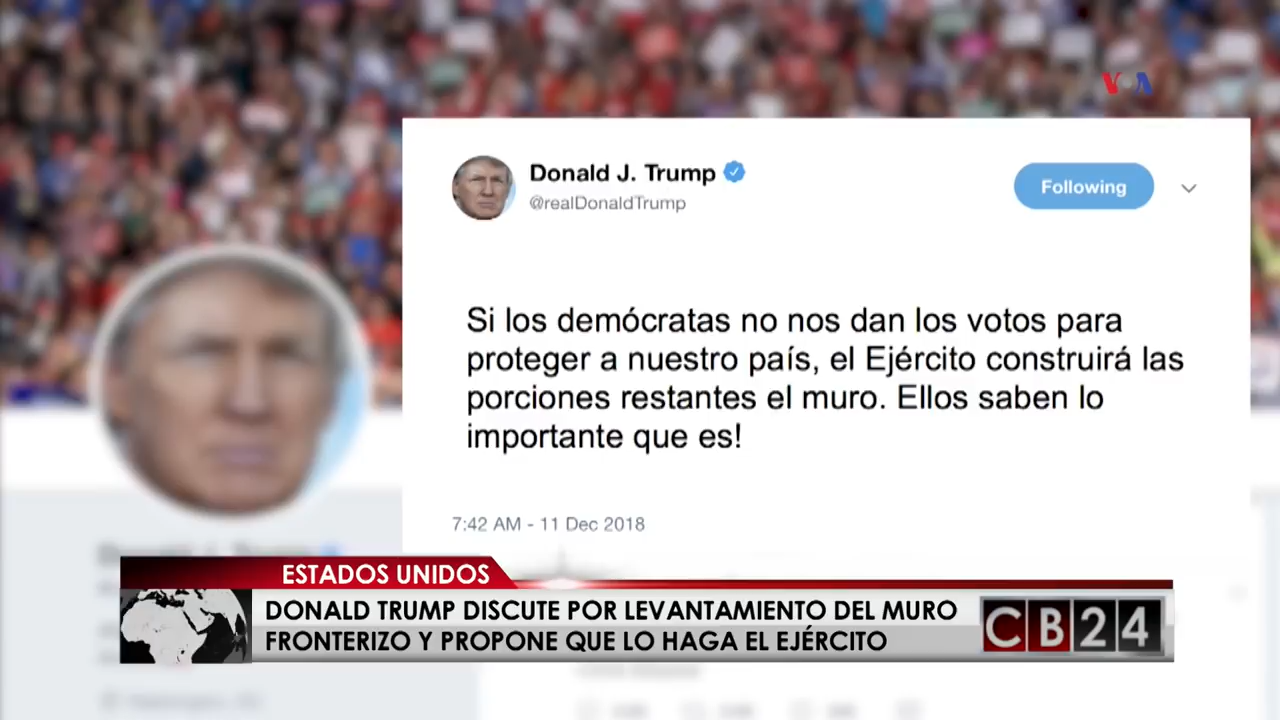 VOA
Donald J. Trump
@realDonaldTrump
Following
Si los demócratas no nos dan los votos para
proteger a nuestro país, el Ejército construirá las
porciones restantes el muro. Ellos saben lo
importante que es!
7:42 AM - 11 Dec 2018
ESTADOS UNIDOS
DONALD TRUMP DISCUTE POR LEVANTAMIENTO DEL MURO
FRONTERIZO Y PROPONE QUE LO HAGA EL EJÉRCITO
CB24